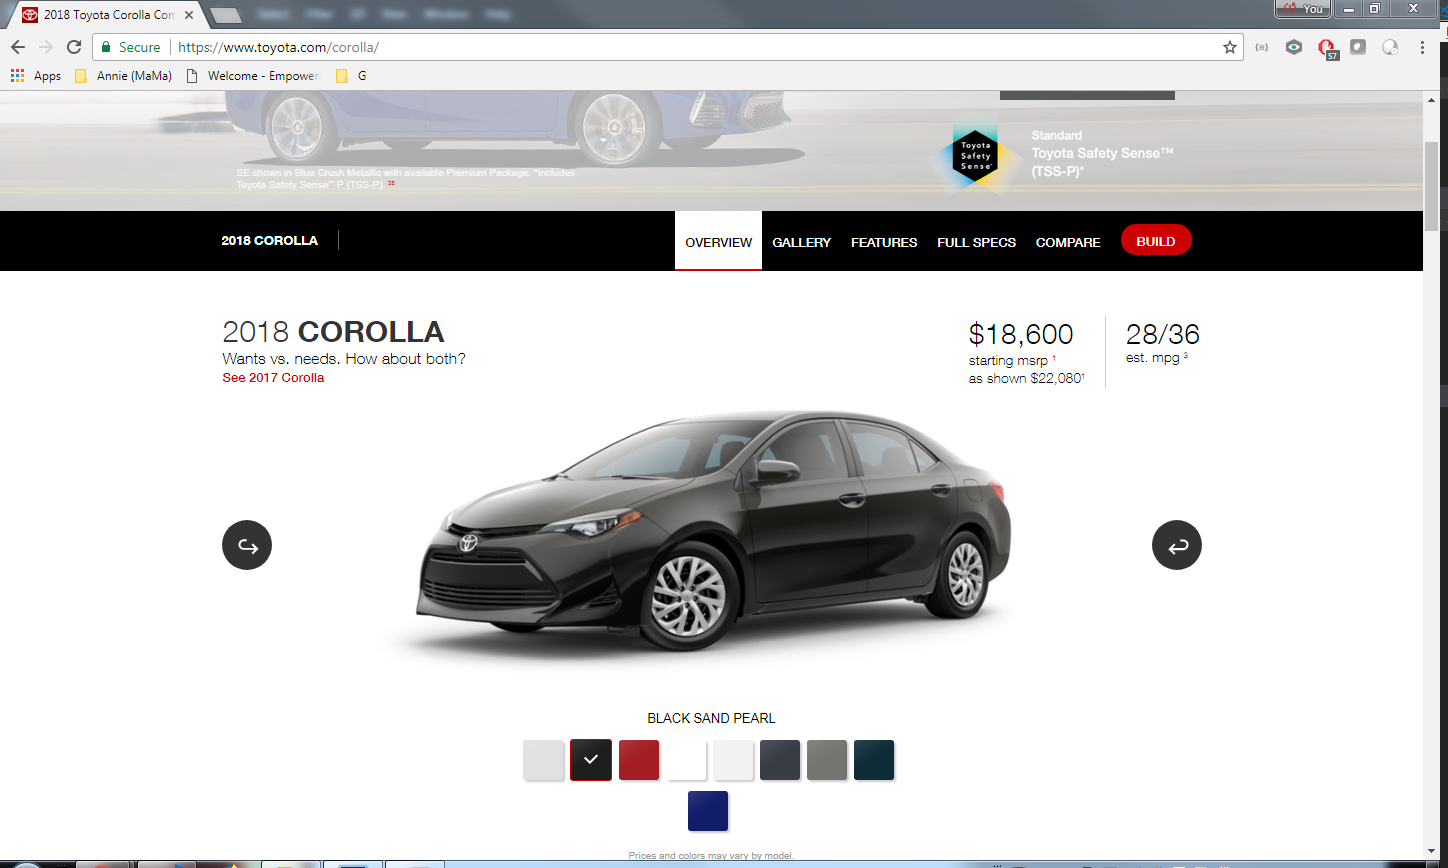 2018 Toyota Corolla Com
You
Secure
https://www.toyota.com/corolla/
57
Apps
Annie (MaMa)
Welcome - Empower
G
Toyota
Safety
Sense
Standard
Toyota Safety Sense™
(TSS-P)*
SE shown in Blue Crush Metallic with available Premium Package. *Includes
Toyota Safety Sense™ P (TSS-P).
2018 COROLLA
OVERVIEW
GALLERY
FEATURES
FULL SPECS
COMPARE
BUILD
2018 COROLLA
Wants vs. needs. How about both?
See 2017 Corolla
$18,600
starting msrp 1
as shown $22,080¹
28/36
est. mpg 3
BLACK SAND PEARL
Prices and colors may vary by model.